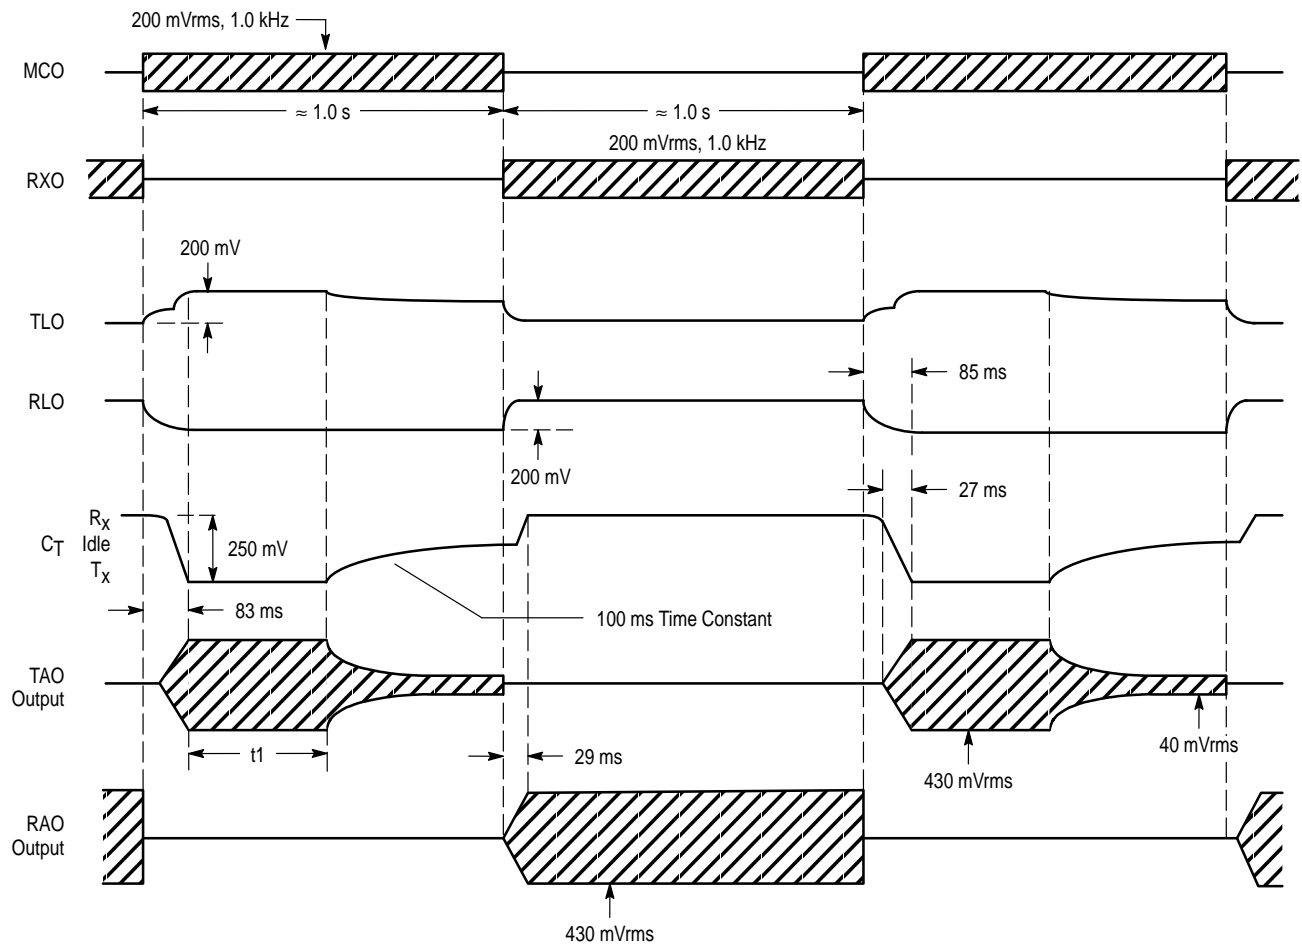 200 mVrms, 1.0 kHz
MCO
≈ 1.0 s
≈ 1.0 s
200 mVrms, 1.0 kHz
RXO
200 mV
TLO
85 ms
RLO
200 mV
27 ms
RX
CT Idle
TX
250 mV
83 ms
100 ms Time Constant
TAO
Output
t1
29 ms
40 mVrms
430 mVrms
RAO
Output
430 mVrms